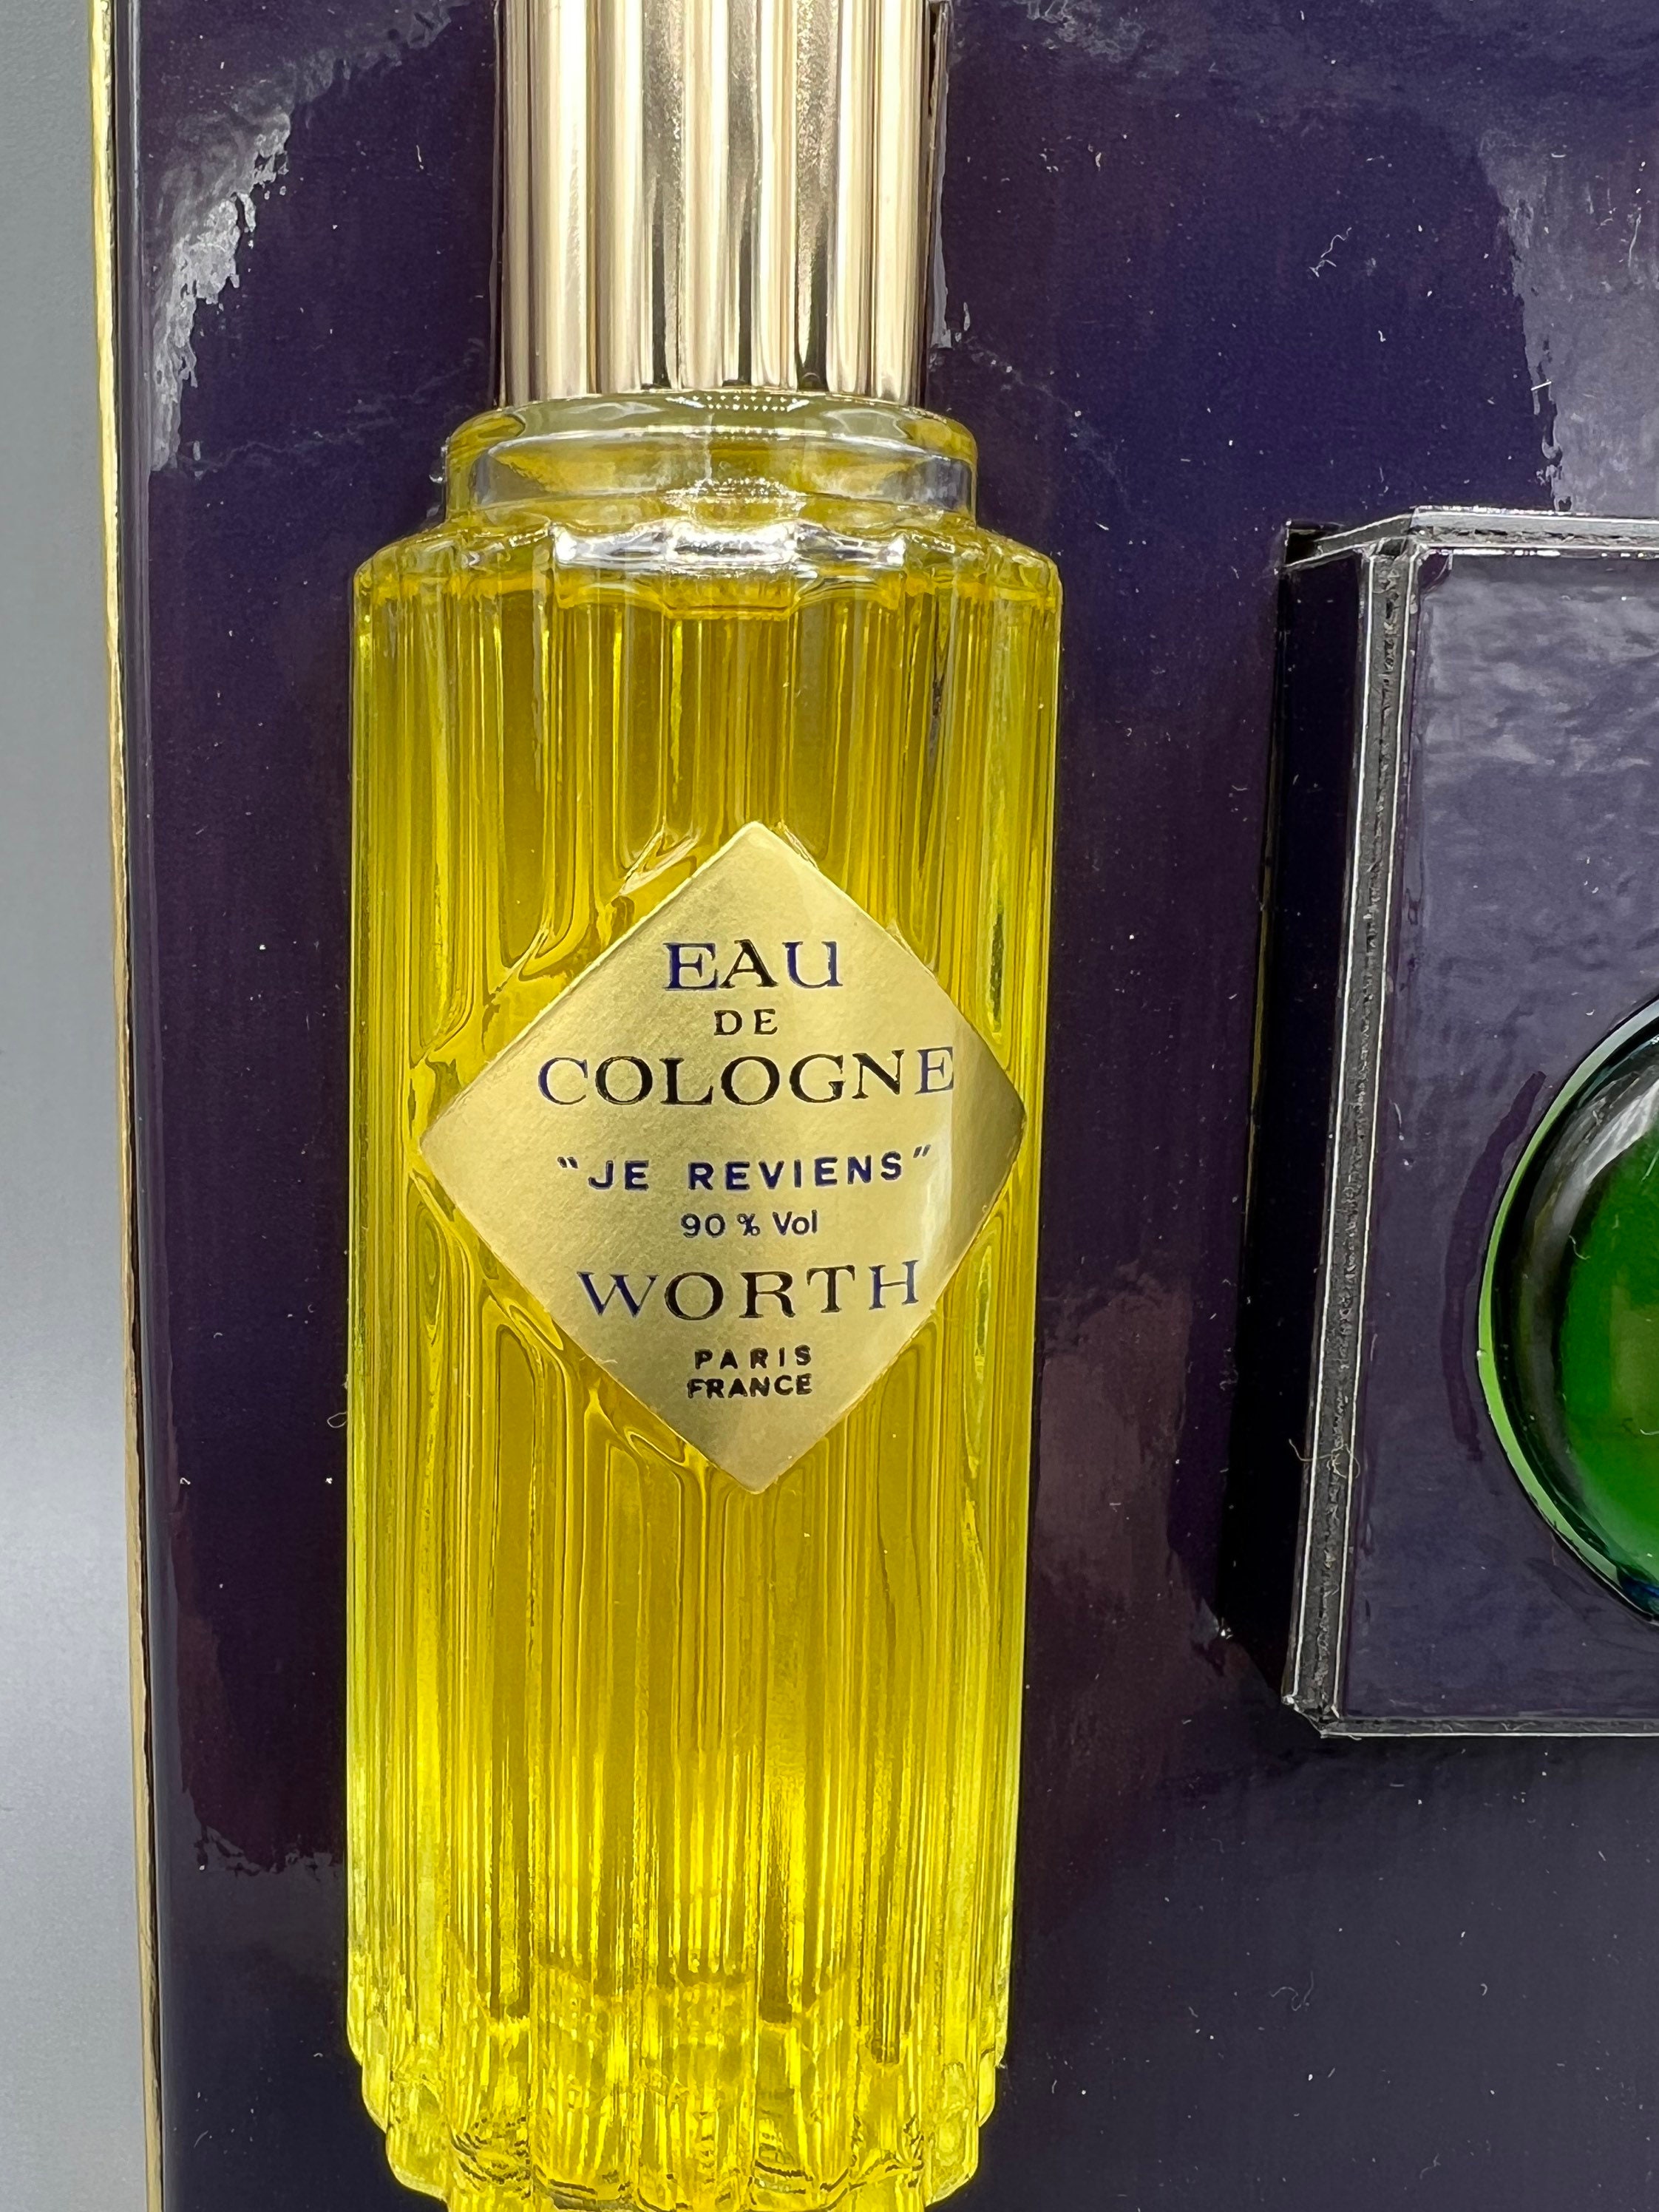 EAU
DE
COLOGNE
"JE REVIENS"
90 % Vol
WORTH
PARIS
FRANCE